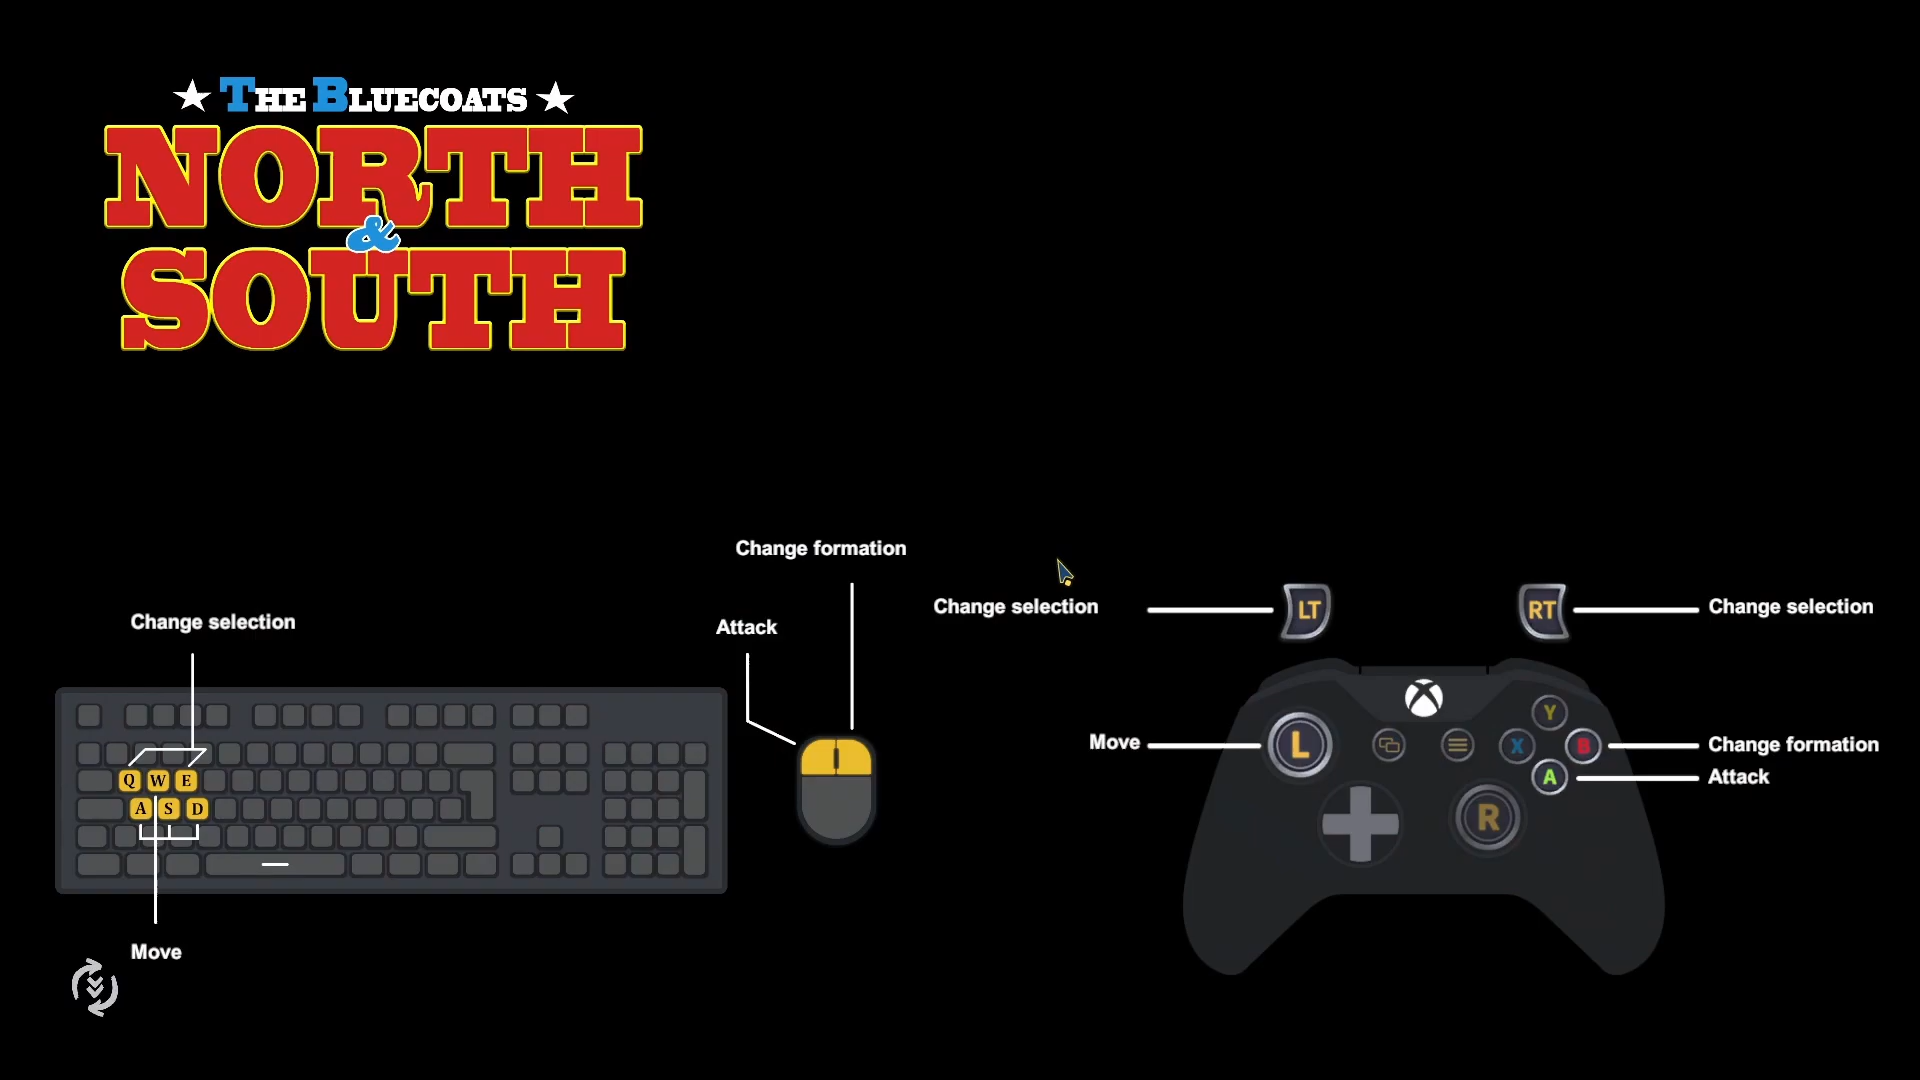 THE BLUECOATS
NORTH
&
SOUTH
Change formation
Change selection
Attack
Q W E
A S D
Move
Change selection
LT
RT
Change selection
Move
L
Y
X
B
A
R
Change formation
Attack